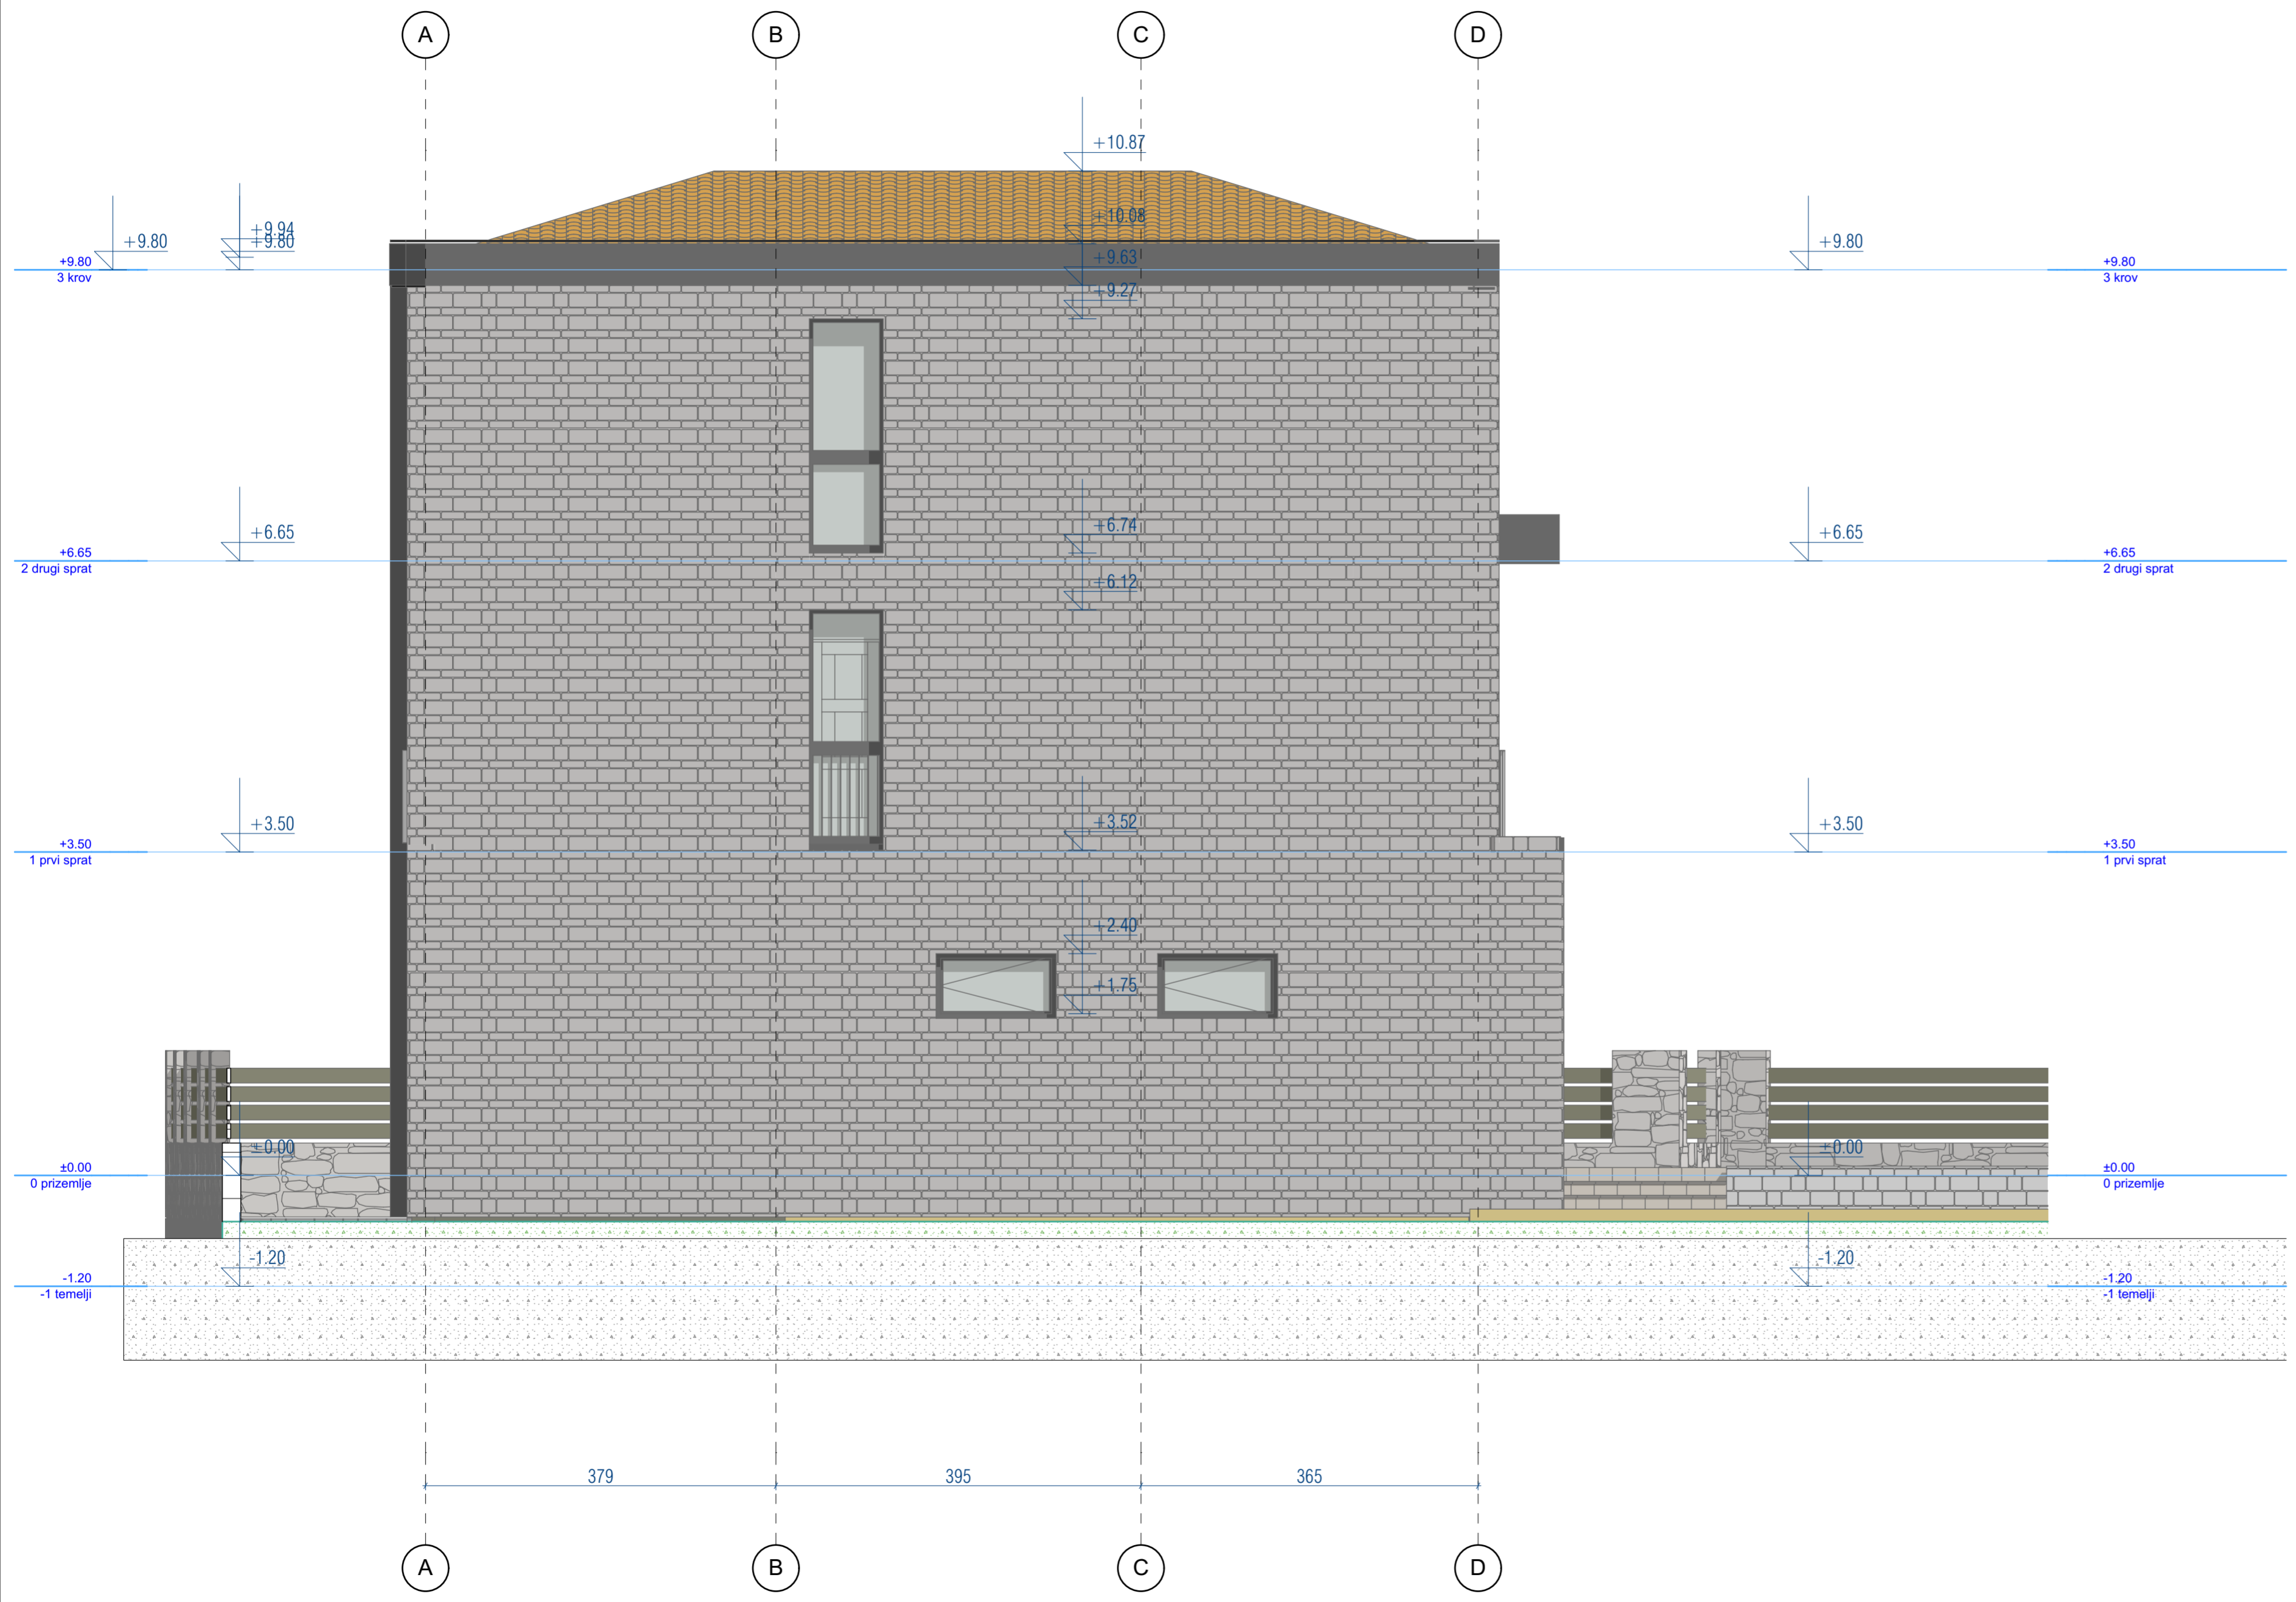 A B C D
+10.87
+9.94
+9.80 +9.80 +10.08 +9.80
+9.80 +9.63 +9.80
3 krov 3 krov
+9.27
+6.65 +6.74 +6.65
+6.65 +6.65
2 drugi sprat 2 drugi sprat
+6.12
+3.50 +3.52 +3.50
+3.50 +3.50
1 prvi sprat 1 prvi sprat
+2.40
+1.75
±0.00 ±0.00
±0.00 ±0.00
0 prizemlje 0 prizemlje
-1.20 -1.20
-1.20 -1.20
-1 temelji -1 temelji
379 395 365
A B C D